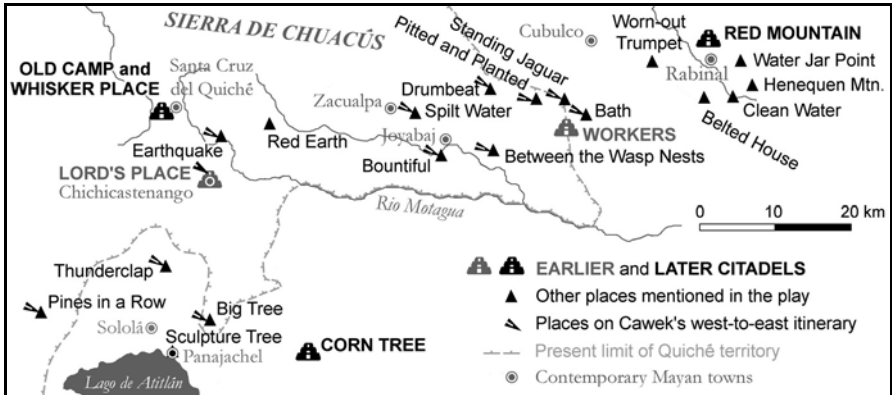 SIERRA DE CHUACÚS
Cubulco
Standing Jaguar
Pitted and Planted
Worn-out
Trumpet
RED MOUNTAIN
Rabinal
Water Jar Point
Henequen Mtn.
Clean Water
Belted House
OLD CAMP and
WHISKER PLACE
Santa Cruz
del Quiché
Zacualpa
Drumbeat
Spilt Water
Bath
WORKERS
Joyabaj
Earthquake
Red Earth
Bountiful
Between the Wasp Nests
LORD'S PLACE
Chichicastenango
Rio Motagua
0 10 20 km
Thunderclap
Pines in a Row
Big Tree
Sololá
Sculpture Tree
Panajachel
CORN TREE
Lago de Atitlán
EARLIER and LATER CITADELS
Other places mentioned in the play
Places on Cawek's west-to-east itinerary
Present limit of Quiché territory
Contemporary Mayan towns